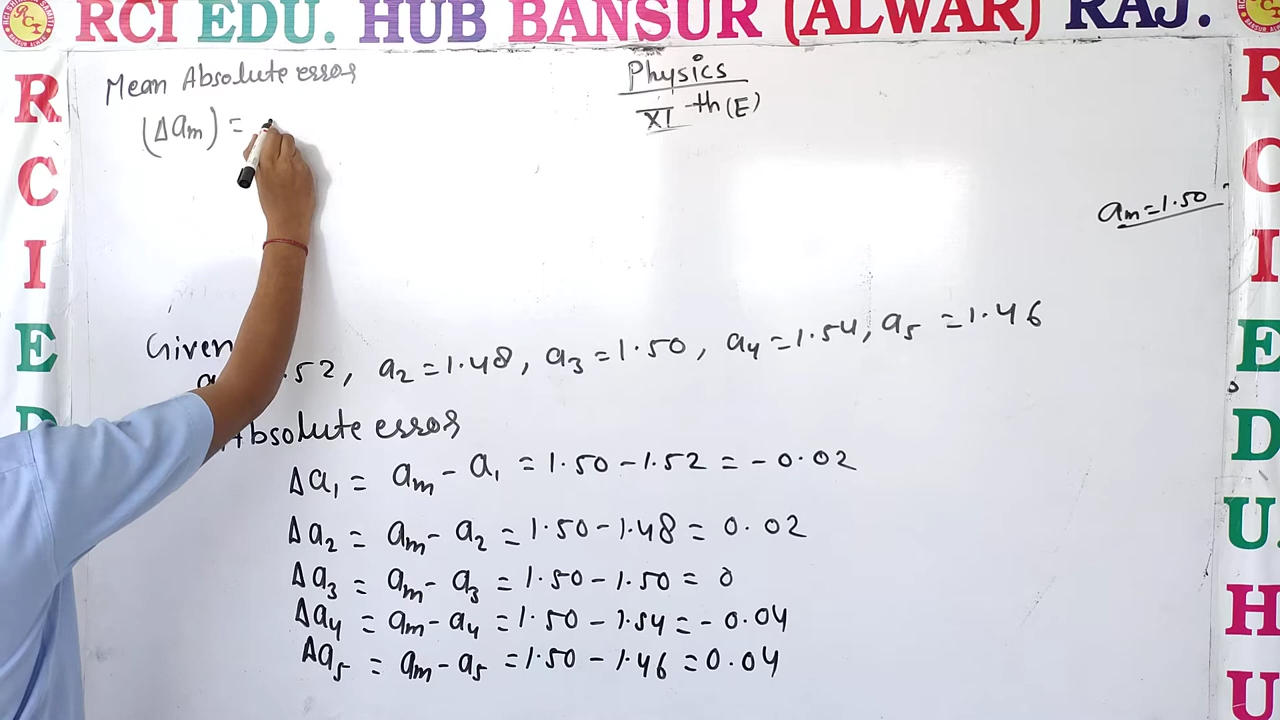 RCI EDU. HUB BANSUR (ALWAR) RAJ.
Mean Absolute error
(Δam) =
Physics
XI th (E)
am = 1.50
Given
1.52, a2 = 1.48, a3 = 1.50, a4 = 1.54, a5 = 1.46
Absolute error
Δa1 = am - a1 = 1.50 - 1.52 = - 0.02
Δa2 = am - a2 = 1.50 - 1.48 = 0.02
Δa3 = am - a3 = 1.50 - 1.50 = 0
Δa4 = am - a4 = 1.50 - 1.54 = - 0.04
Δa5 = am - a5 = 1.50 - 1.46 = 0.04
R
C
I
E
D
R
C
I
E
D
U.
H
U